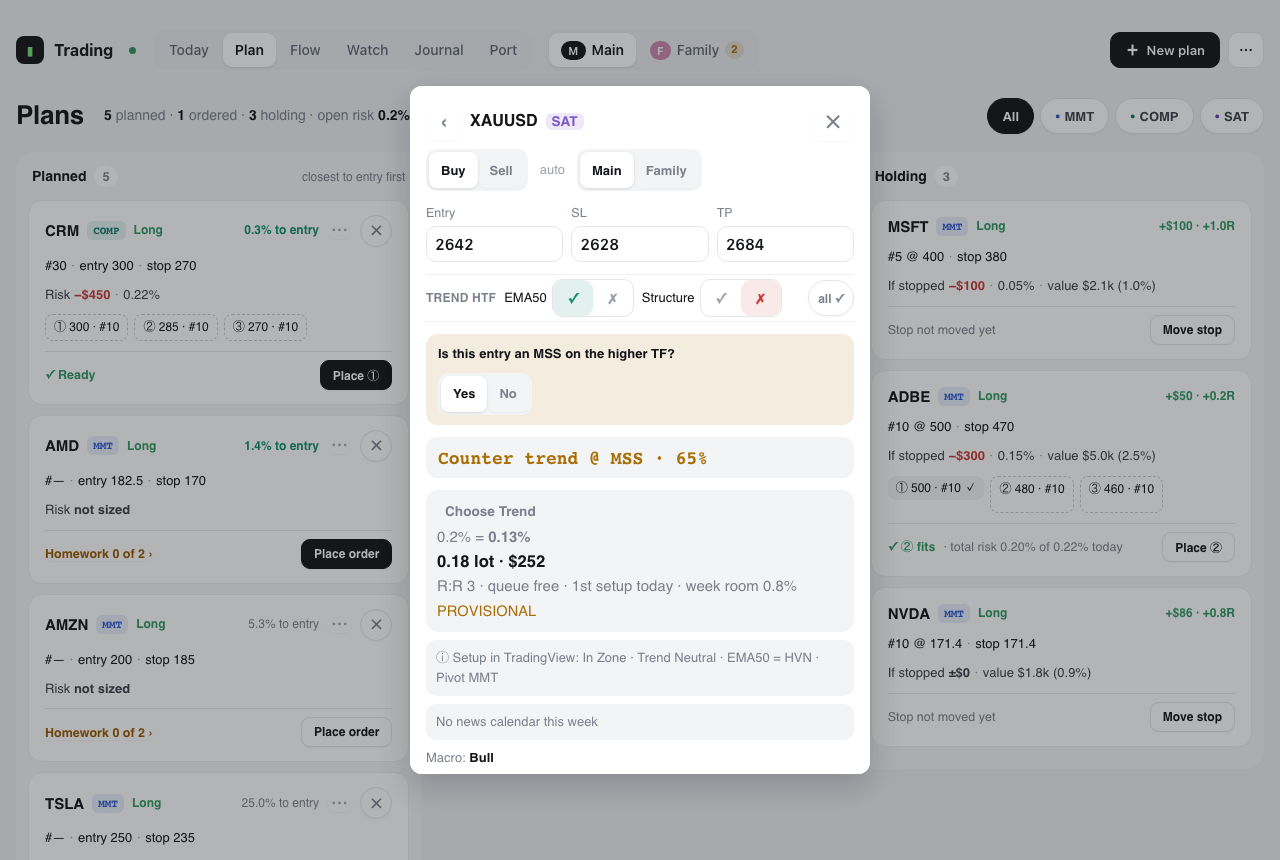 Trading
Today Plan Flow Watch Journal Port
M Main F Family 2
+ New plan
···
Plans
5 planned · 1 ordered · 3 holding · open risk 0.2%
All • MMT • COMP • SAT
Planned 5 closest to entry first
CRM COMP Long 0.3% to entry ··· ✕
#30 · entry 300 · stop 270
Risk −$450 · 0.22%
① 300 · #10 ② 285 · #10 ③ 270 · #10
✓ Ready Place ①
AMD MMT Long 1.4% to entry ··· ✕
#— · entry 182.5 · stop 170
Risk not sized
Homework 0 of 2 › Place order
AMZN MMT Long 5.3% to entry ··· ✕
#— · entry 200 · stop 185
Risk not sized
Homework 0 of 2 › Place order
TSLA MMT Long 25.0% to entry ··· ✕
#— · entry 250 · stop 235
‹ XAUUSD SAT ✕
Buy Sell auto Main Family
Entry SL TP
2642 2628 2684
TREND HTF EMA50 ✓ ✗ Structure ✓ ✗ all ✓
Is this entry an MSS on the higher TF?
Yes No
Counter trend @ MSS · 65%
Choose Trend
0.2% = 0.13%
0.18 lot · $252
R:R 3 · queue free · 1st setup today · week room 0.8%
PROVISIONAL
ⓘ Setup in TradingView: In Zone · Trend Neutral · EMA50 = HVN ·
Pivot MMT
No news calendar this week
Macro: Bull
Holding 3
MSFT MMT Long +$100 · +1.0R
#5 @ 400 · stop 380
If stopped −$100 · 0.05% · value $2.1k (1.0%)
Stop not moved yet Move stop
ADBE MMT Long +$50 · +0.2R
#10 @ 500 · stop 470
If stopped −$300 · 0.15% · value $5.0k (2.5%)
① 500 · #10 ✓ ② 480 · #10 ③ 460 · #10
✓ ② fits · total risk 0.20% of 0.22% today Place ②
NVDA MMT Long +$86 · +0.8R
#10 @ 171.4 · stop 171.4
If stopped ±$0 · value $1.8k (0.9%)
Stop not moved yet Move stop